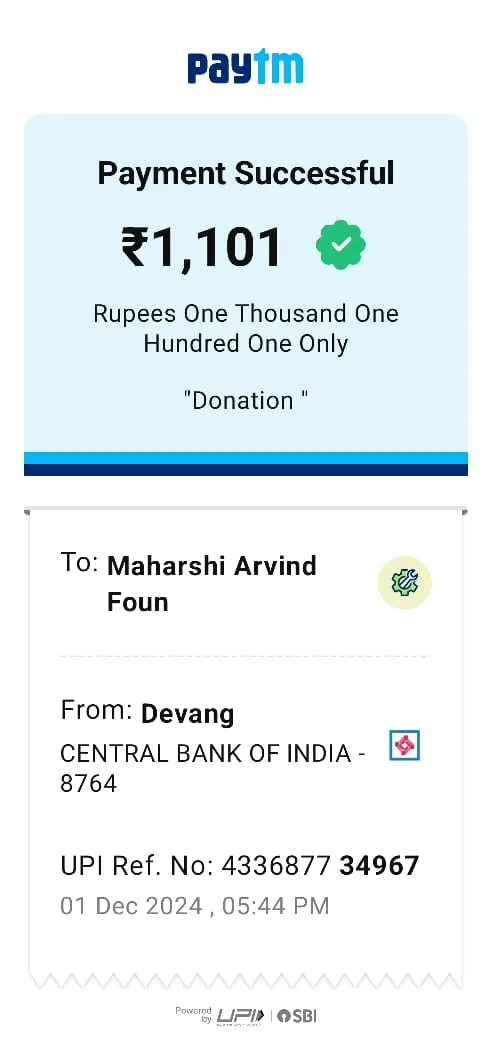 paytm
Payment Successful
₹1,101
Rupees One Thousand One
Hundred One Only
"Donation "
To: Maharshi Arvind
Foun
From: Devang
CENTRAL BANK OF INDIA -
8764
UPI Ref. No: 4336877 34967
01 Dec 2024 , 05:44 PM
Powered
by
UPI
SBI